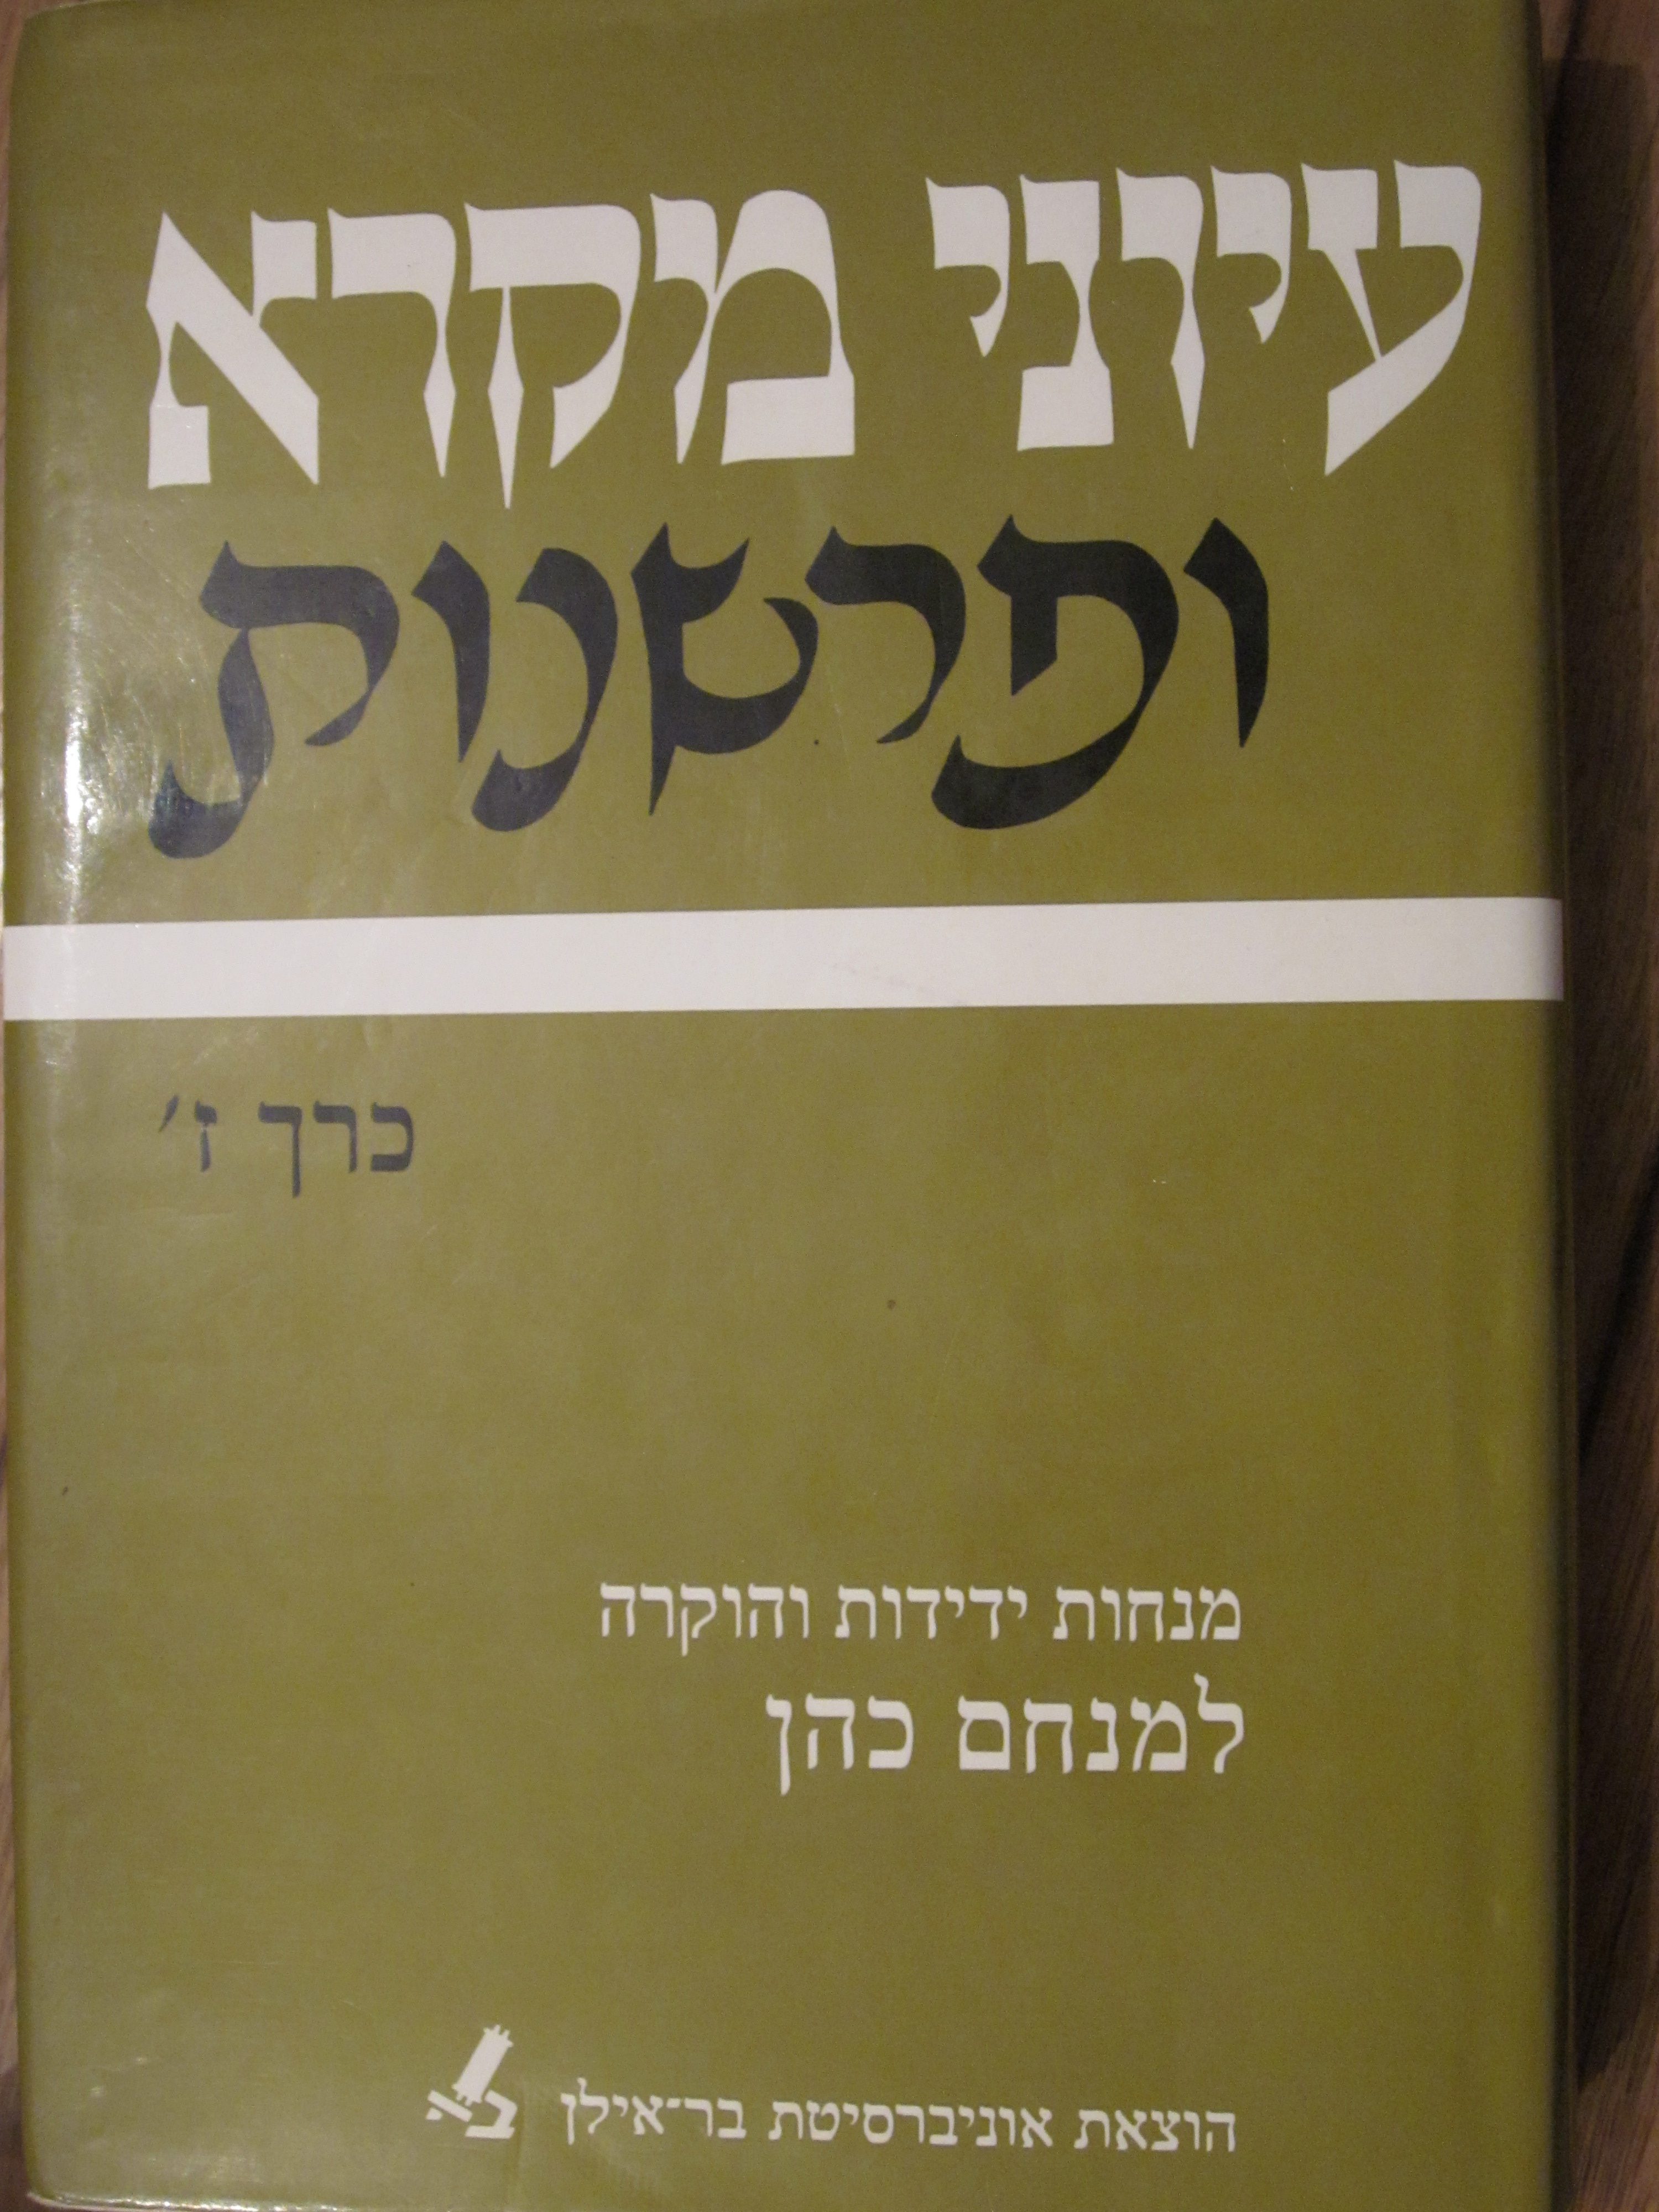 עיוני מקרא
ופרשנות
כרך ז׳
מנחות ידידות והוקרה
למנחם כהן
הוצאת אוניברסיטת בר־אילן